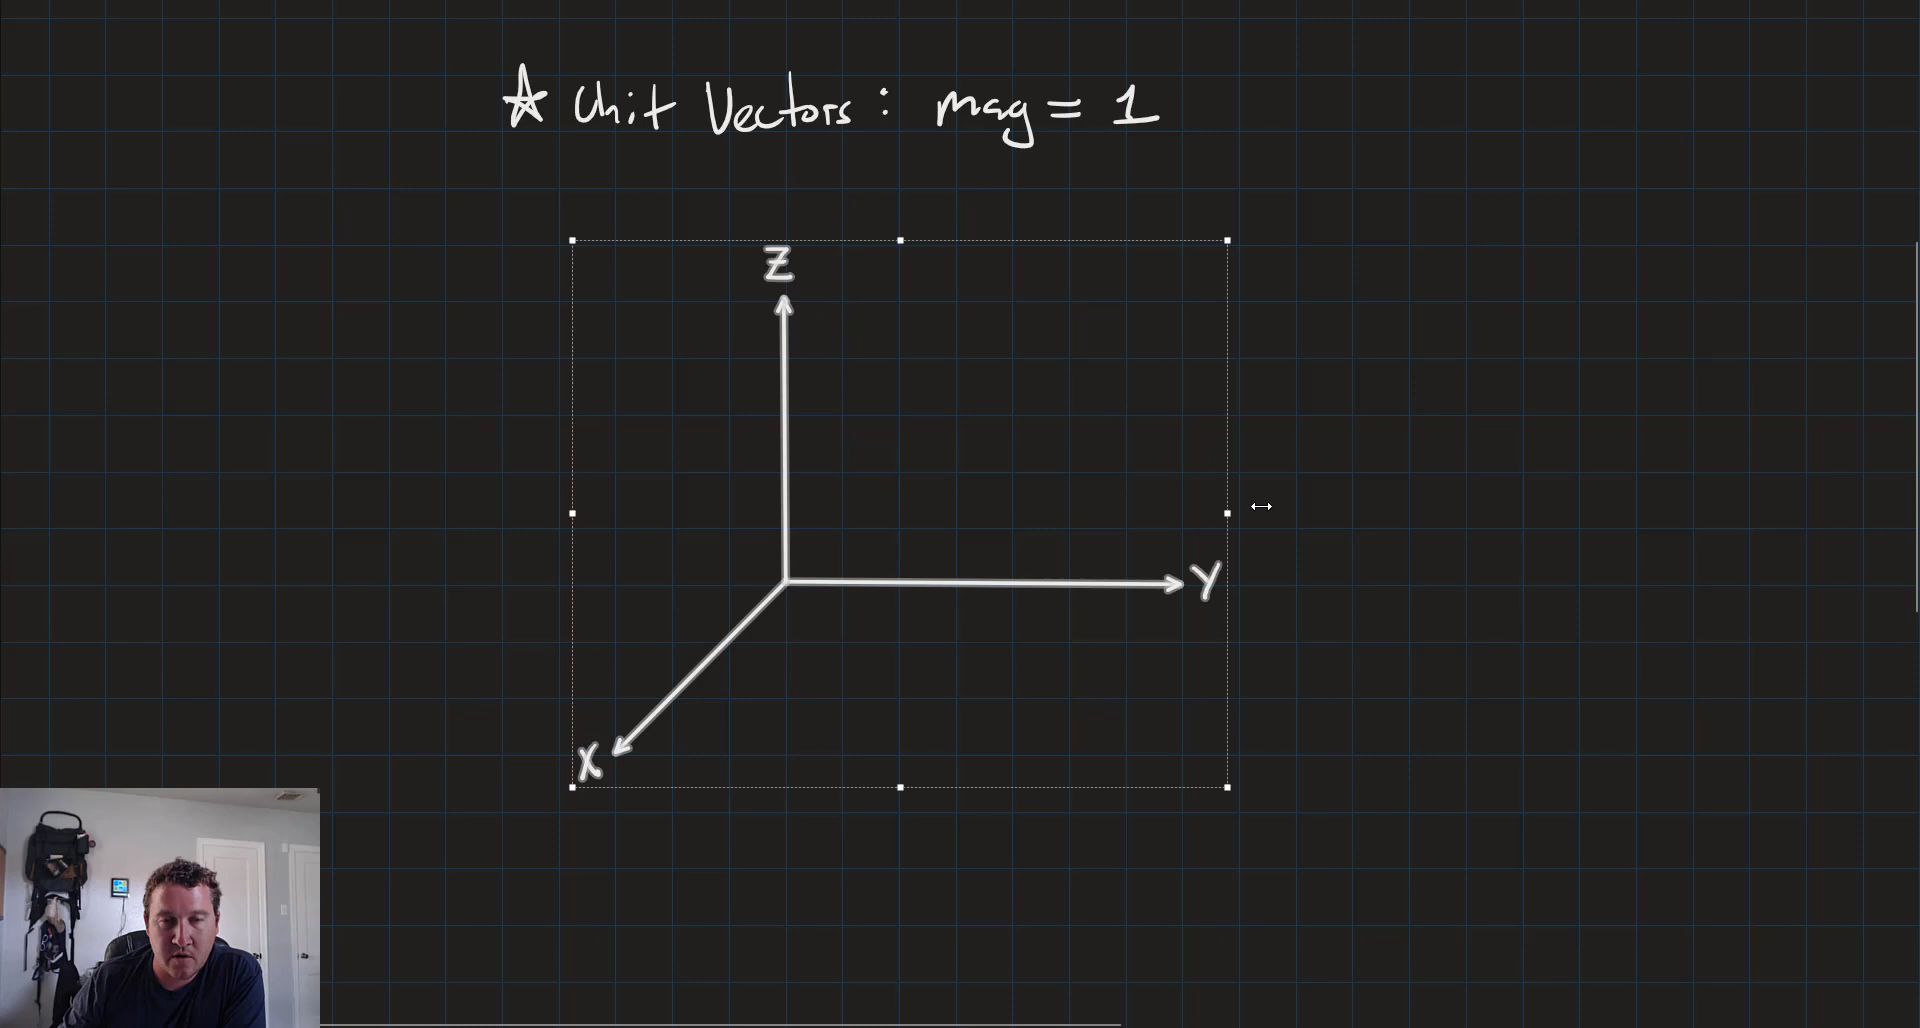 ☆ Unit Vectors: mag = 1
Z
Y
X